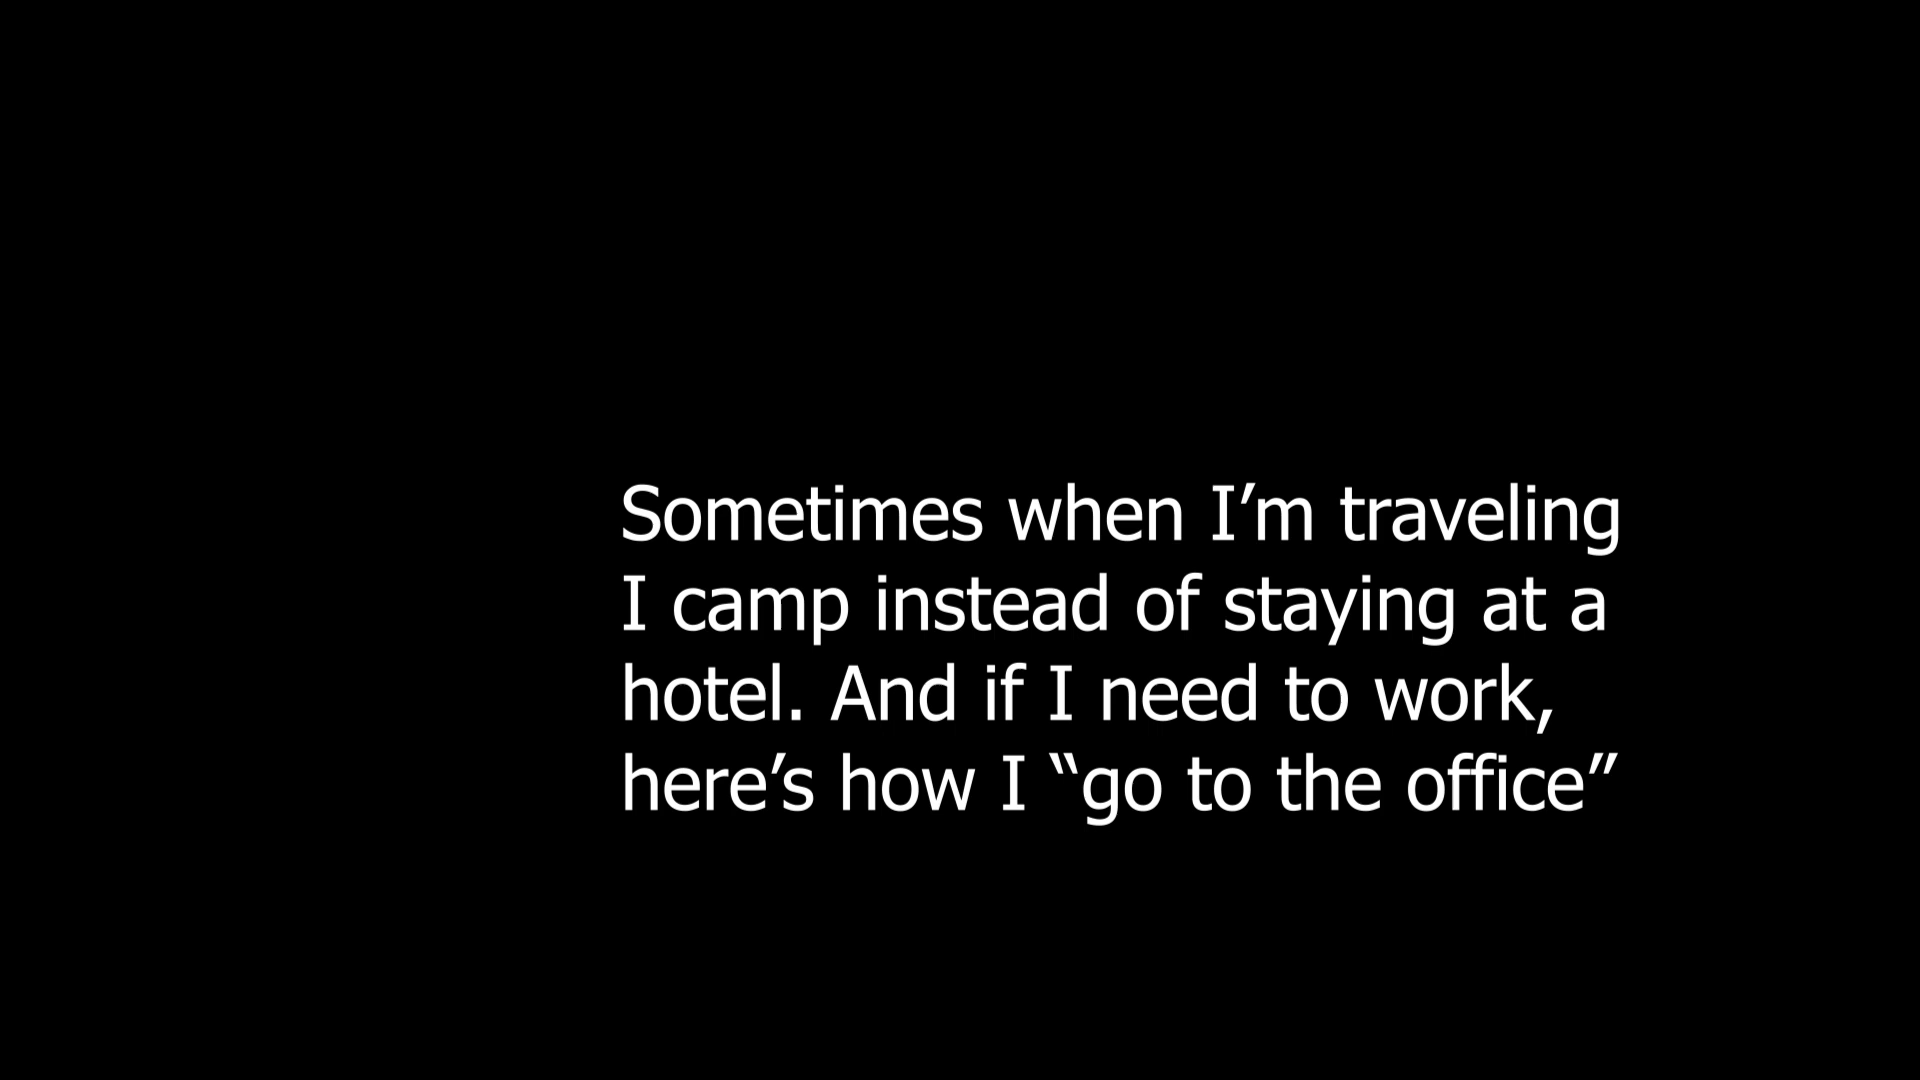 Sometimes when I’m traveling
I camp instead of staying at a
hotel. And if I need to work,
here’s how I “go to the office”